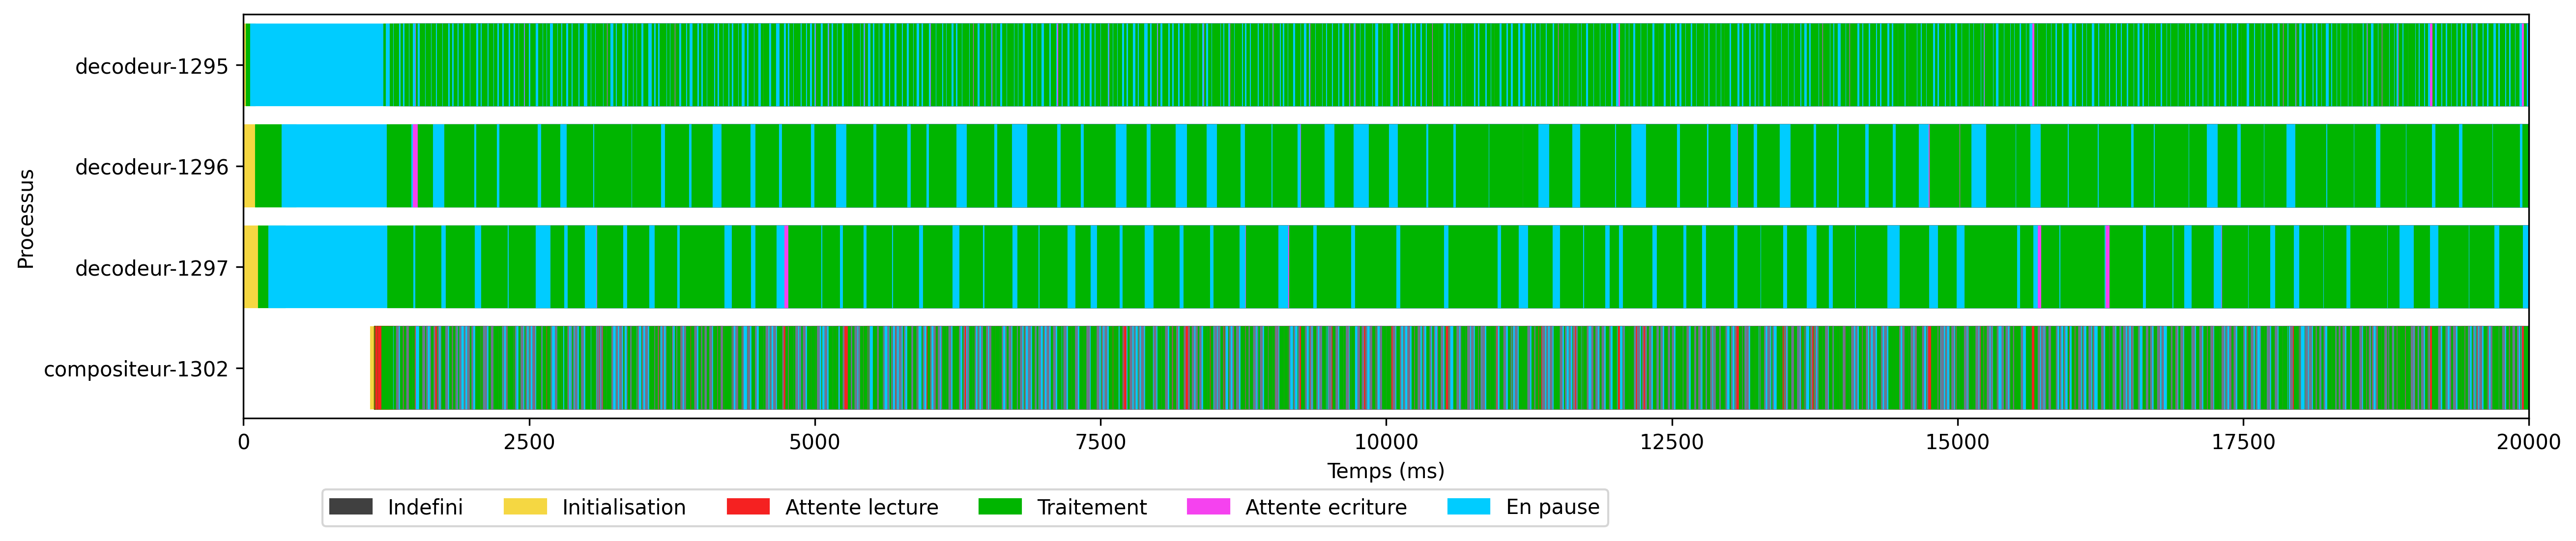 Processus
decodeur-1295
decodeur-1296
decodeur-1297
compositeur-1302
0 2500 5000 7500 10000 12500 15000 17500 20000
Temps (ms)
Indefini Initialisation Attente lecture Traitement Attente ecriture En pause